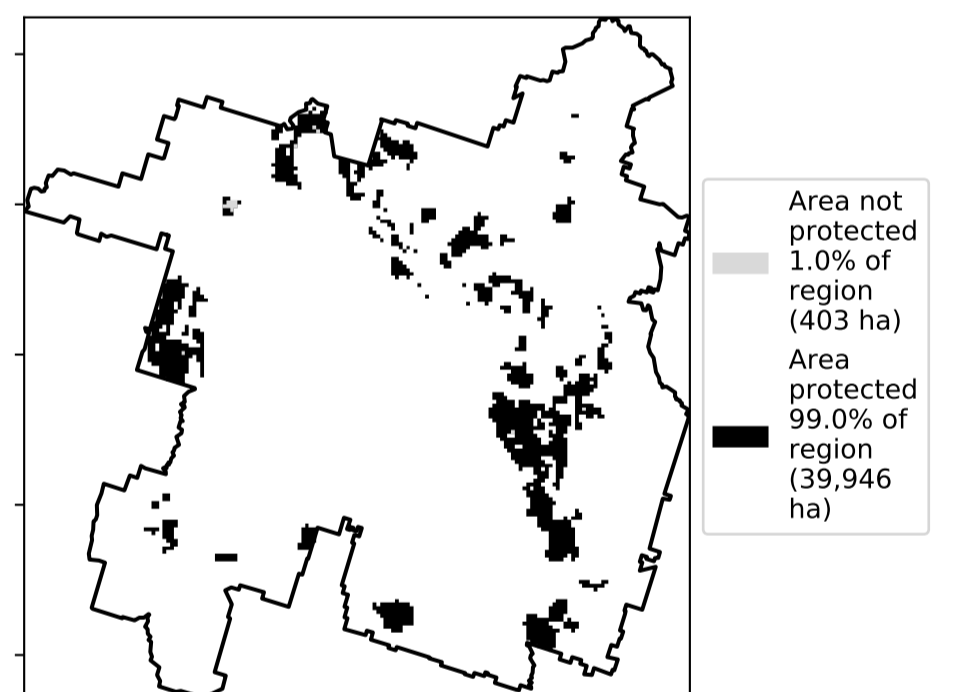 Area not
protected
1.0% of
region
(403 ha)
Area
protected
99.0% of
region
(39,946
ha)